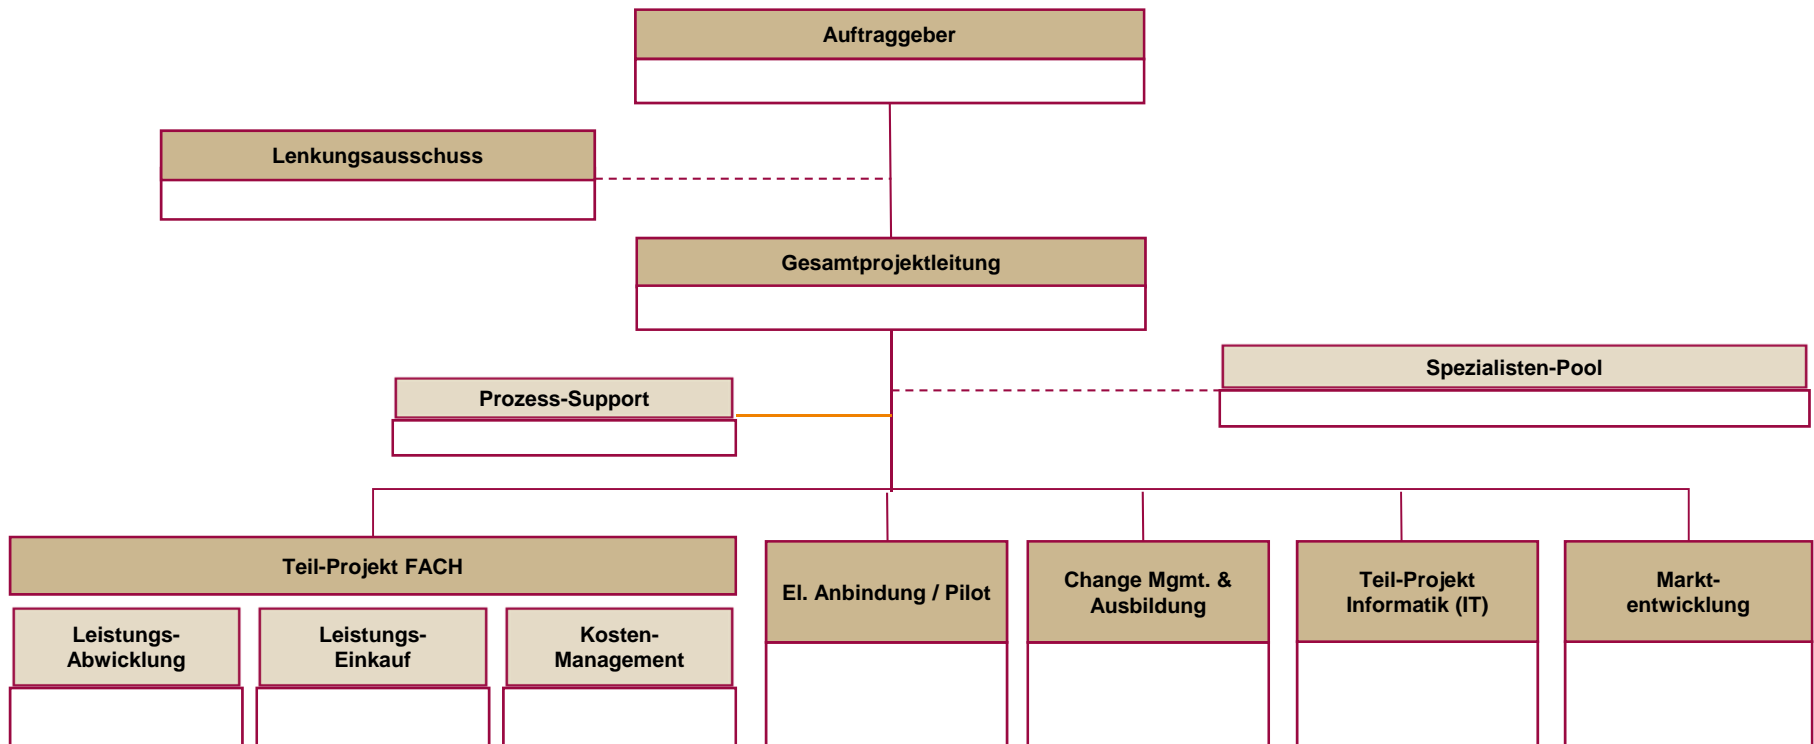 Auftraggeber
Lenkungsausschuss
Gesamtprojektleitung
Spezialisten-Pool
Prozess-Support
Teil-Projekt FACH
El. Anbindung / Pilot
Change Mgmt. &
Ausbildung
Teil-Projekt
Informatik (IT)
Markt-
entwicklung
Leistungs-
Abwicklung
Leistungs-
Einkauf
Kosten-
Management